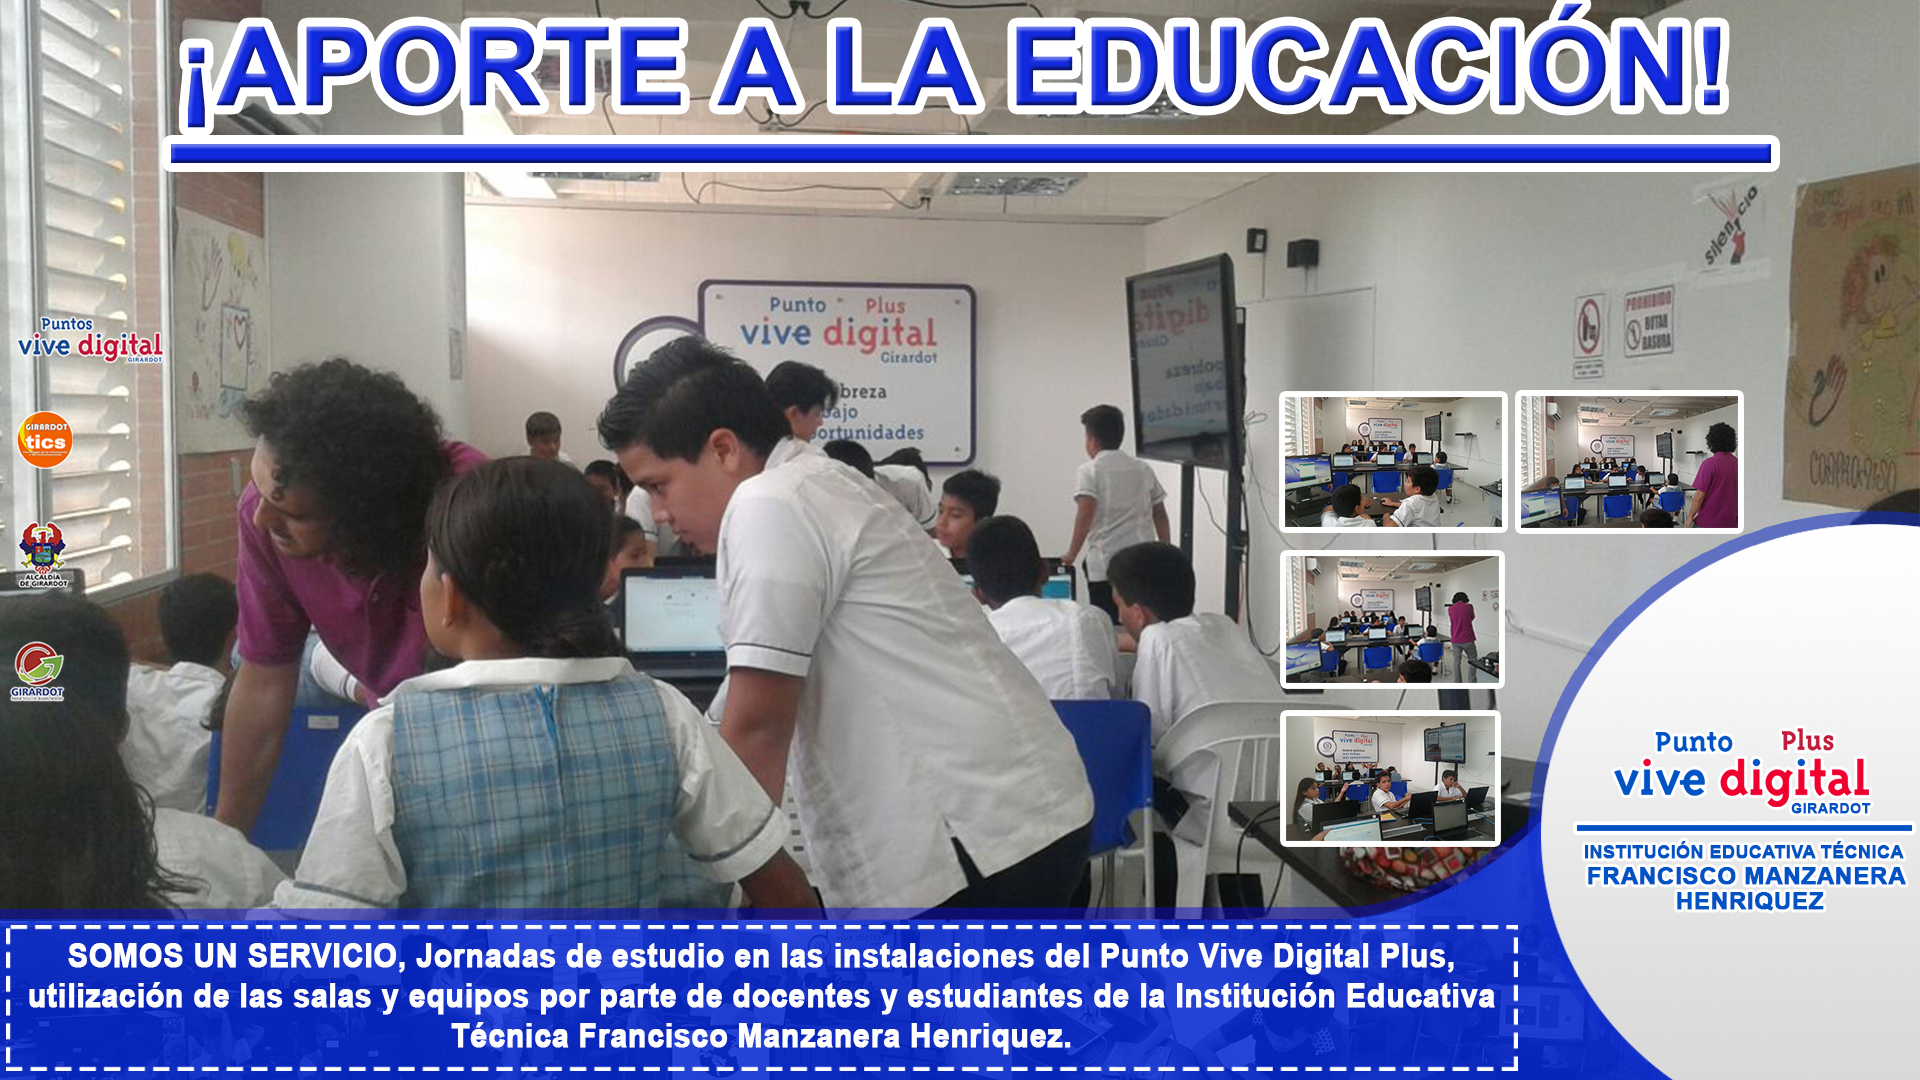 ¡APORTE A LA EDUCACIÓN!
Puntos
vive digital
GIRARDOT
GIRARDOT
tics
ALCALDÍA
DE GIRARDOT
GIRARDOT
Punto Plus
vive digital
Girardot
breza
bajo
ortunidades
Silencio
PROHIBIDO
BOTAR
BASURA
Punto Plus
vive digital
GIRARDOT
INSTITUCIÓN EDUCATIVA TÉCNICA
FRANCISCO MANZANERA
HENRIQUEZ
SOMOS UN SERVICIO, Jornadas de estudio en las instalaciones del Punto Vive Digital Plus,
utilización de las salas y equipos por parte de docentes y estudiantes de la Institución Educativa
Técnica Francisco Manzanera Henriquez.